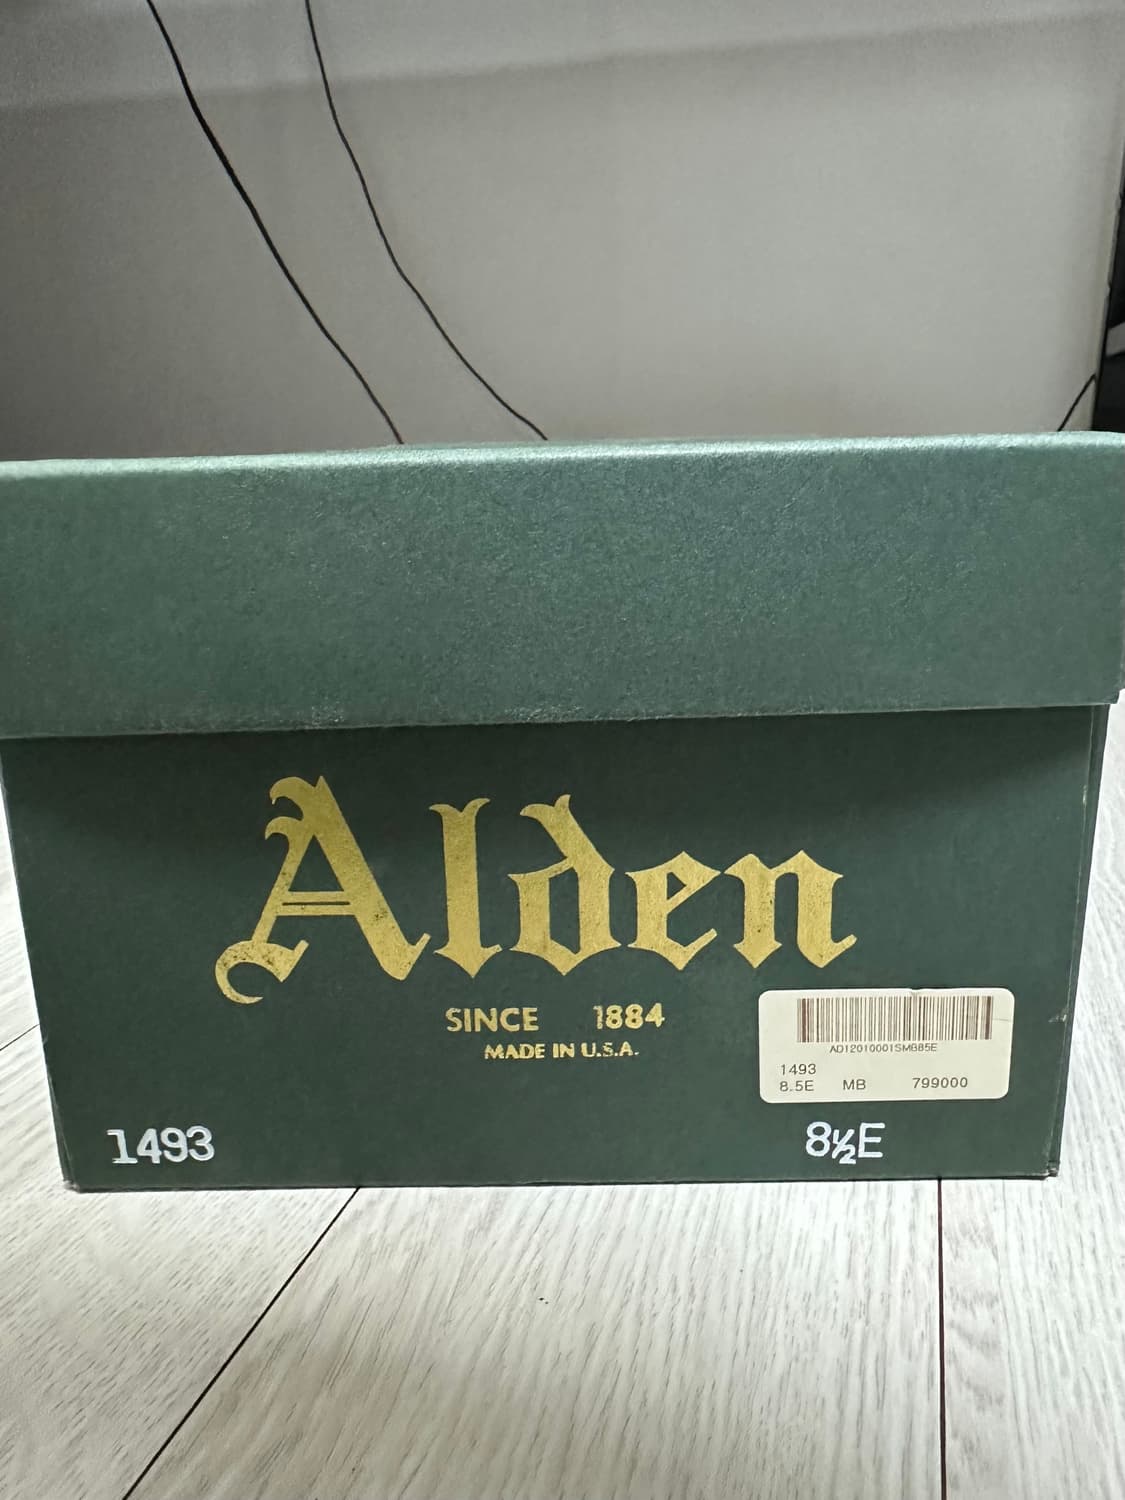 Alden
SINCE 1884
MADE IN U.S.A.
AD12010001SMB85E
1493
8.5E MB 799000
1493 8½E